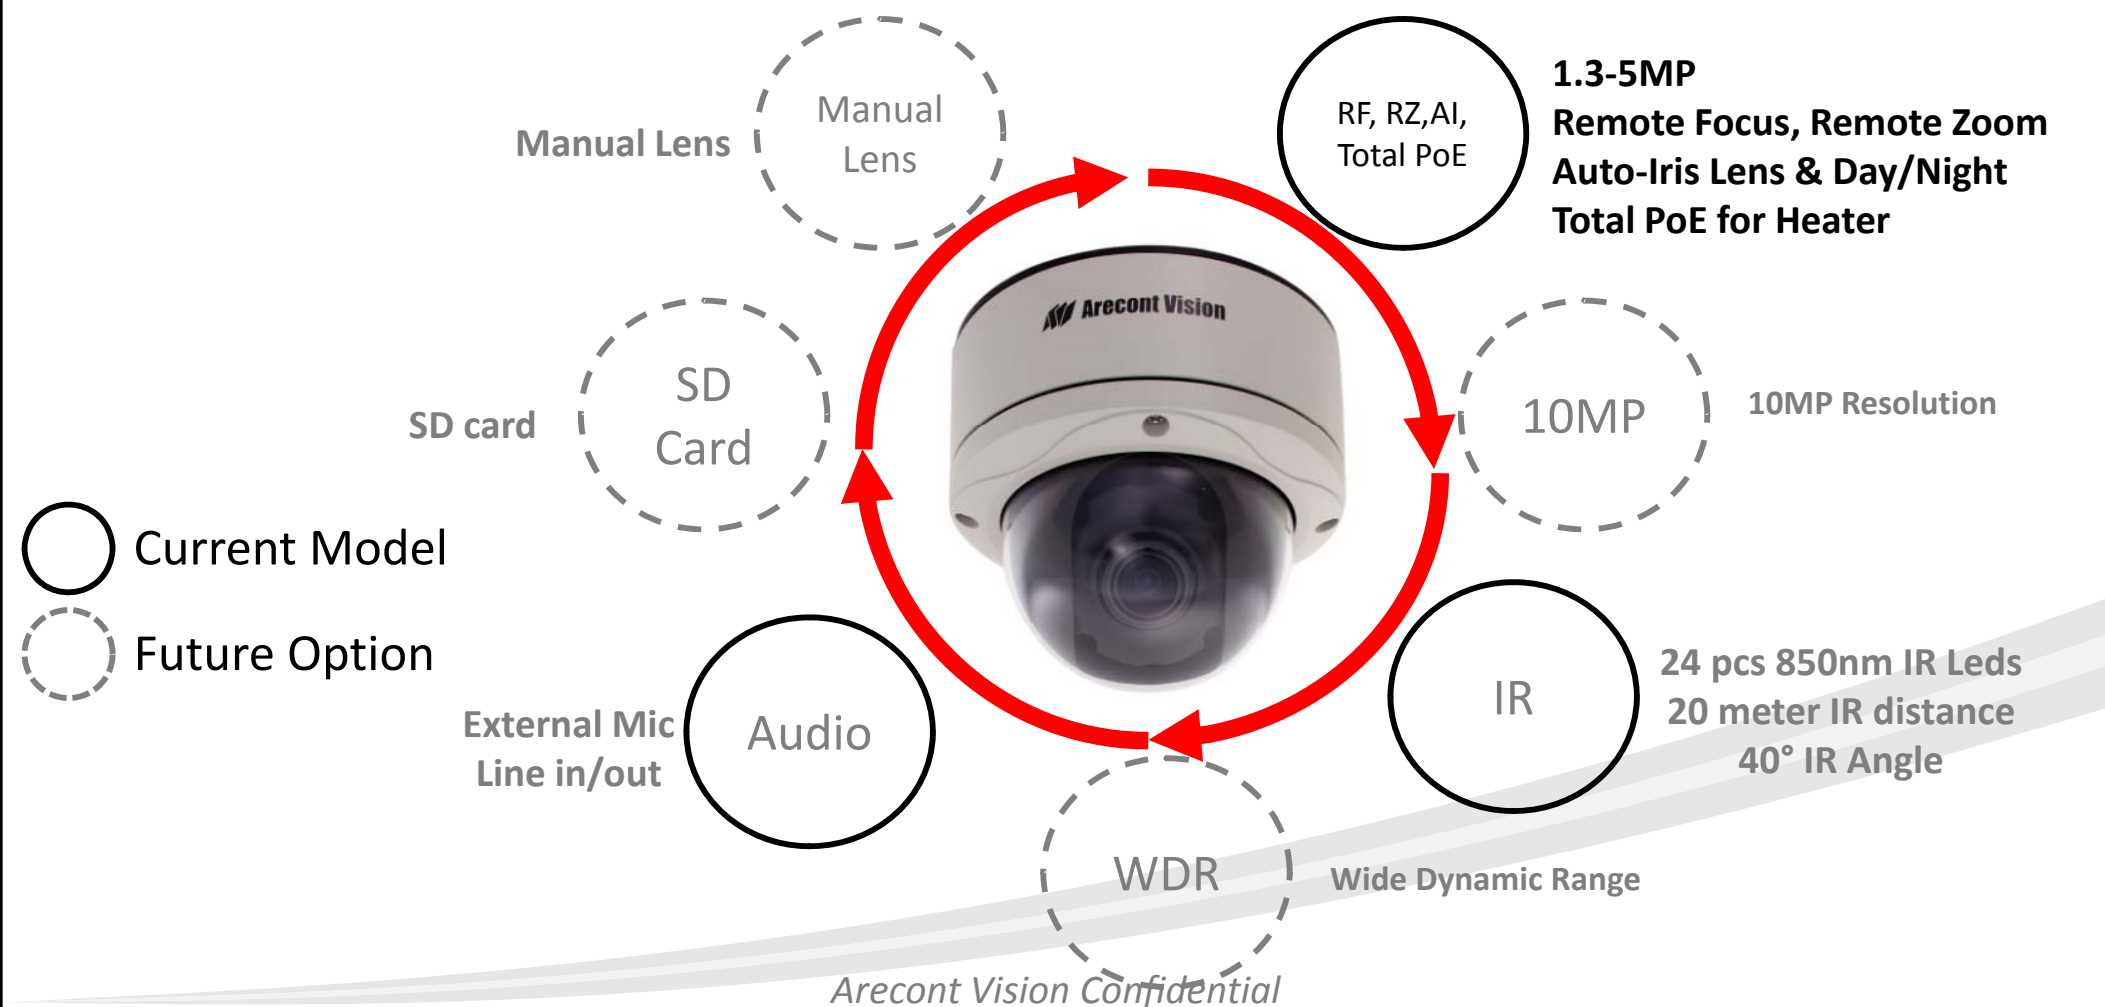 Manual Lens
Manual
Lens
RF, RZ,AI,
Total PoE
1.3-5MP
Remote Focus, Remote Zoom
Auto-Iris Lens & Day/Night
Total PoE for Heater
Arecont Vision
SD card
SD
Card
10MP
10MP Resolution
Current Model
Future Option
External Mic
Line in/out
Audio
IR
24 pcs 850nm IR Leds
20 meter IR distance
40° IR Angle
WDR
Wide Dynamic Range
Arecont Vision Confidential